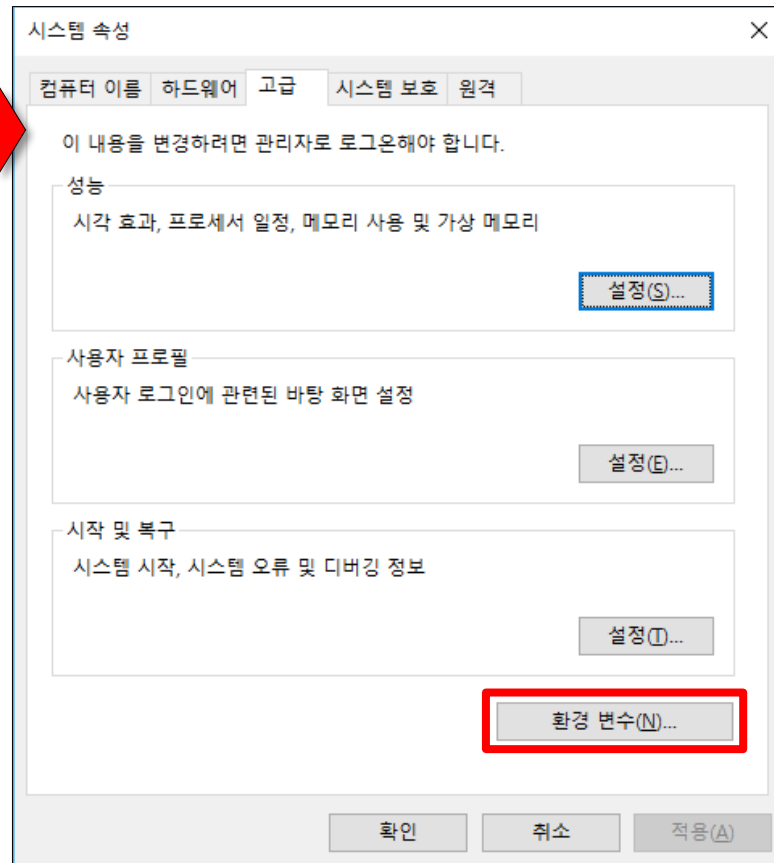 시스템 속성
컴퓨터 이름 하드웨어 고급 시스템 보호 원격
이 내용을 변경하려면 관리자로 로그온해야 합니다.
성능
시각 효과, 프로세서 일정, 메모리 사용 및 가상 메모리
설정(S)...
사용자 프로필
사용자 로그인에 관련된 바탕 화면 설정
설정(E)...
시작 및 복구
시스템 시작, 시스템 오류 및 디버깅 정보
설정(T)...
환경 변수(N)...
확인 취소 적용(A)